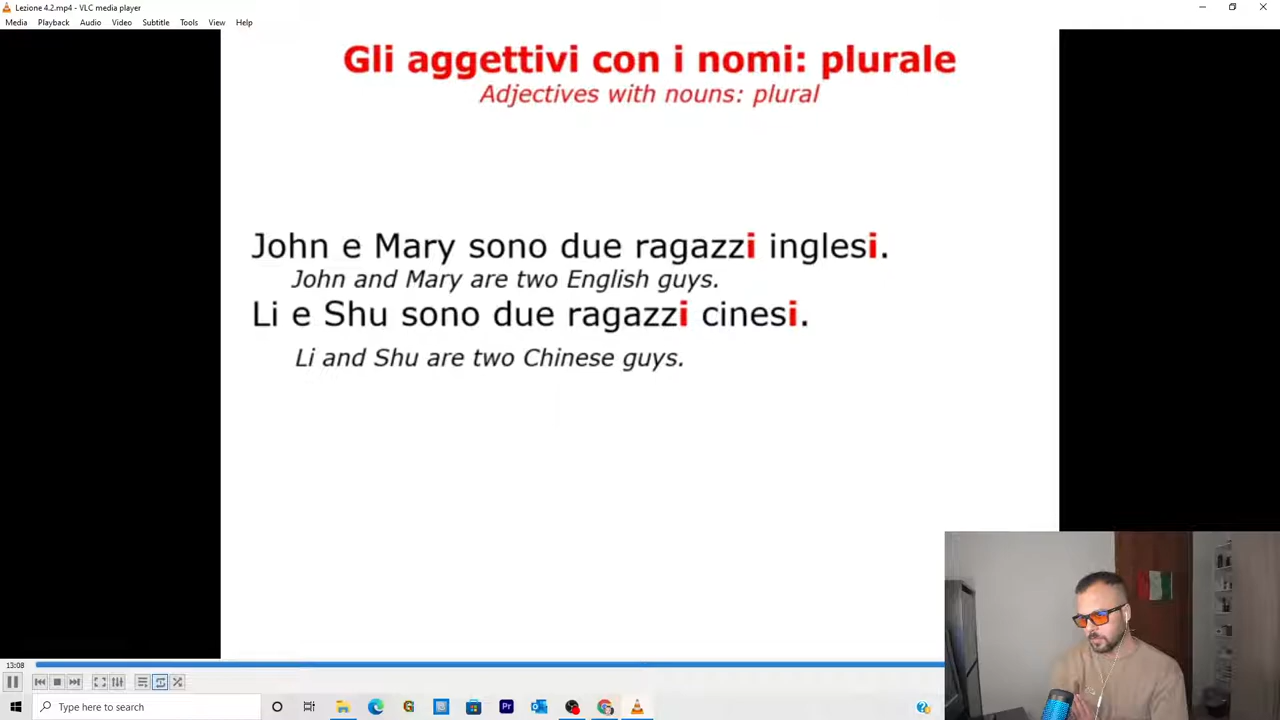 Lezione 4.2.mp4 - VLC media player
Media Playback Audio Video Subtitle Tools View Help
Gli aggettivi con i nomi: plurale
Adjectives with nouns: plural
John e Mary sono due ragazzi inglesi.
John and Mary are two English guys.
Li e Shu sono due ragazzi cinesi.
Li and Shu are two Chinese guys.
13:08
Type here to search